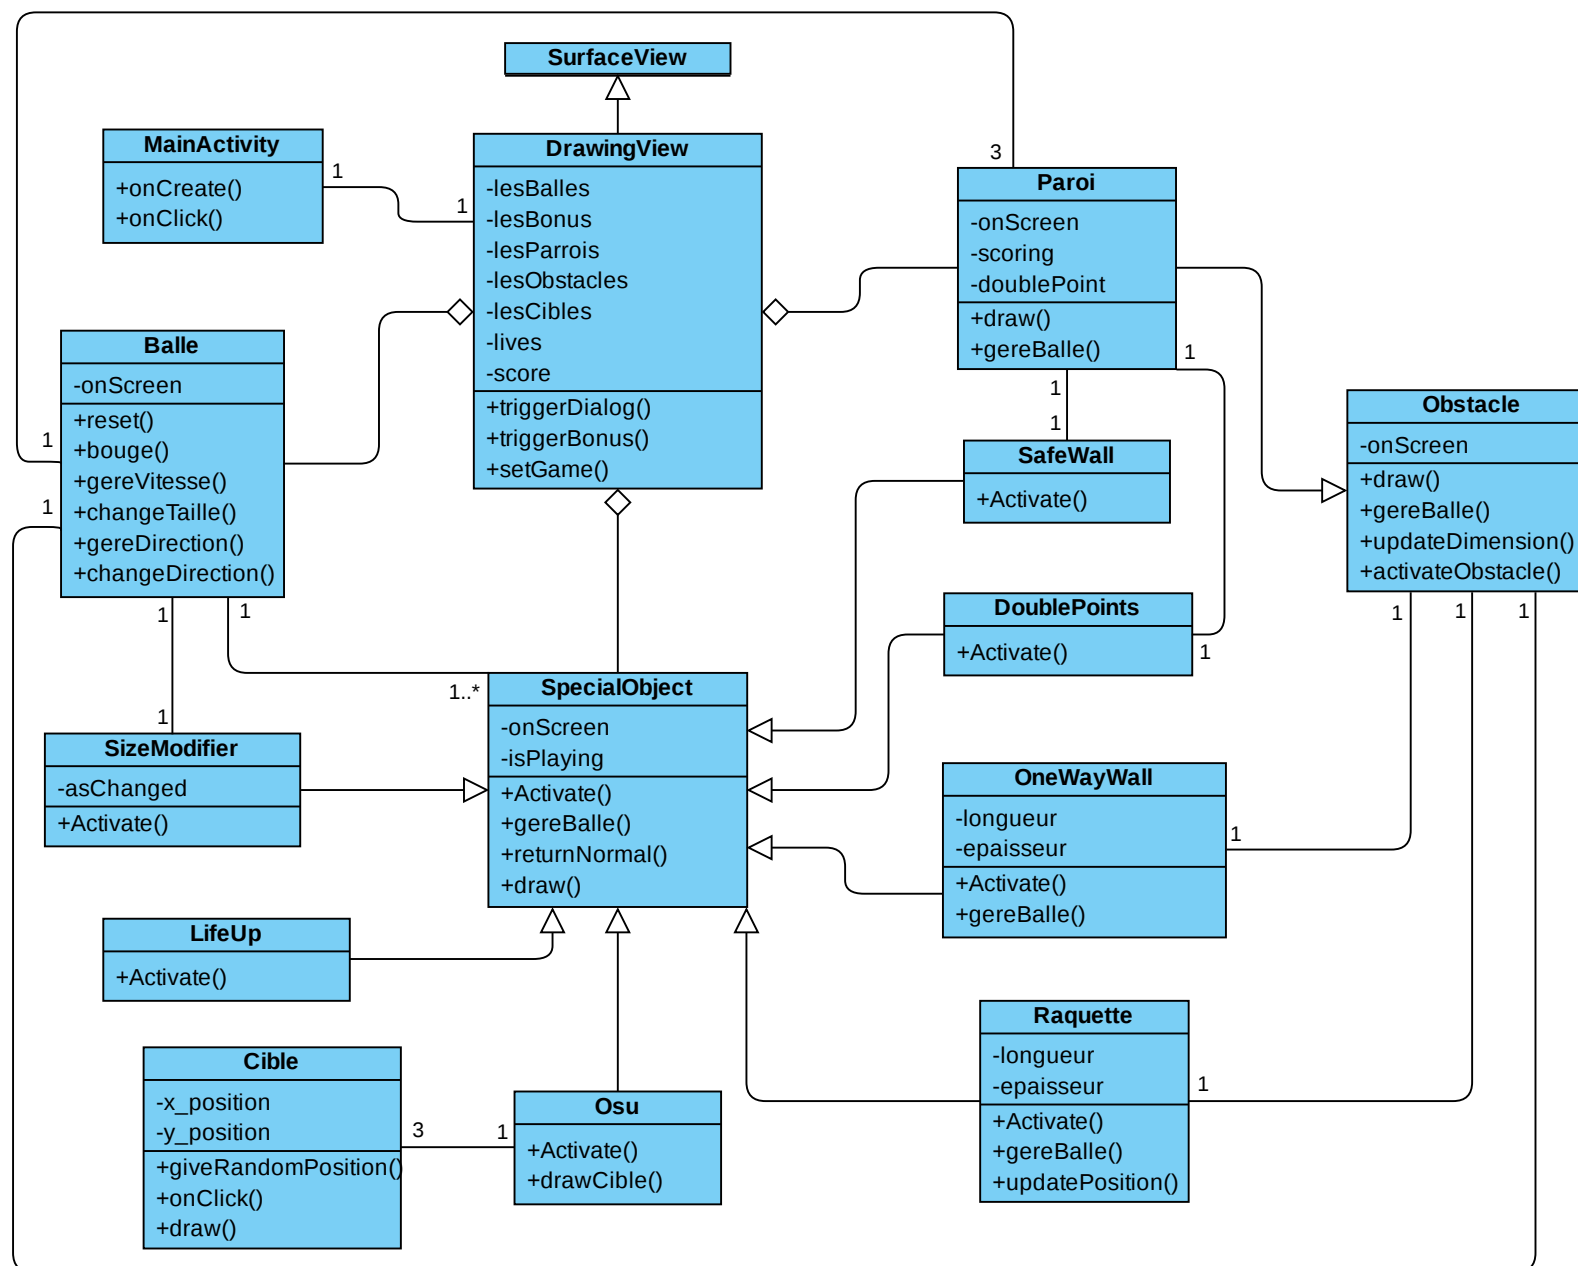 SurfaceView
MainActivity
+onCreate()
+onClick()
1
1
DrawingView
-lesBalles
-lesBonus
-lesParrois
-lesObstacles
-lesCibles
-lives
-score
+triggerDialog()
+triggerBonus()
+setGame()
3
Paroi
-onScreen
-scoring
-doublePoint
+draw()
+gereBalle()
1
1
1
Balle
-onScreen
+reset()
+bouge()
+gereVitesse()
+changeTaille()
+gereDirection()
+changeDirection()
1
1
1
1
Obstacle
-onScreen
+draw()
+gereBalle()
+updateDimension()
+activateObstacle()
1
1
1
SafeWall
+Activate()
DoublePoints
+Activate()
1
1..*
SpecialObject
-onScreen
-isPlaying
+Activate()
+gereBalle()
+returnNormal()
+draw()
1
SizeModifier
-asChanged
+Activate()
OneWayWall
-longueur
-epaisseur
+Activate()
+gereBalle()
1
LifeUp
+Activate()
Raquette
-longueur
-epaisseur
+Activate()
+gereBalle()
+updatePosition()
1
Cible
-x_position
-y_position
+giveRandomPosition()
+onClick()
+draw()
3
1
Osu
+Activate()
+drawCible()